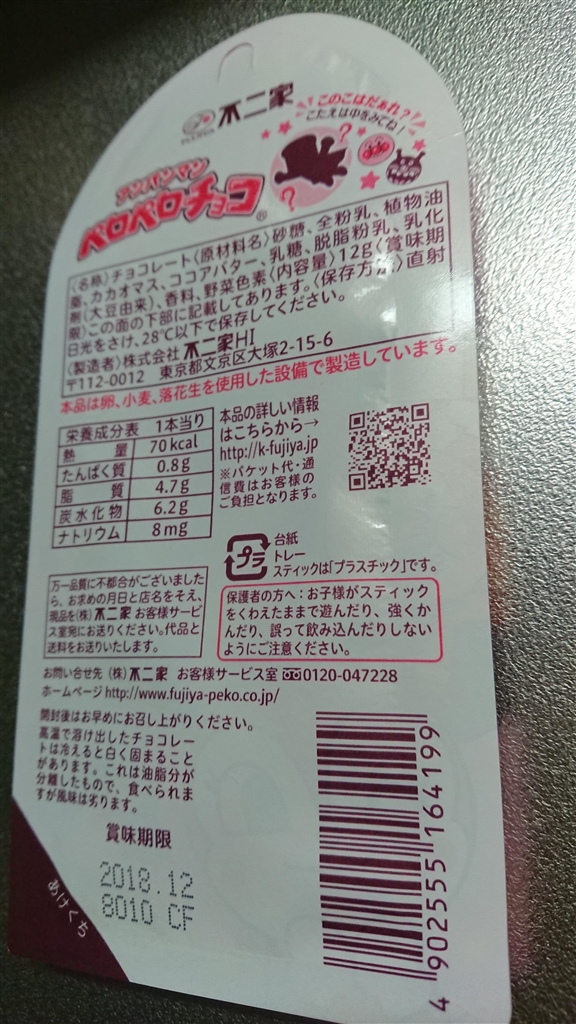 不二家
このこはだぁれ?
こたえは中をみてね!
アンパンマン
ペロペロチョコ®
〈名称〉チョコレート〈原材料名〉砂糖、全粉乳、植物油
脂、カカオマス、ココアバター、乳糖、脱脂粉乳、乳化
剤(大豆由来)、香料、野菜色素〈内容量〉12g〈賞味期
限〉この面の下部に記載してあります。〈保存方法〉直射
日光をさけ、28℃以下で保存してください。
〈製造者〉株式会社 不二家HI
〒112-0012 東京都文京区大塚2-15-6
本品は卵、小麦、落花生を使用した設備で製造しています。
栄養成分表 1本当り
熱量 70kcal
たんぱく質 0.8g
脂質 4.7g
炭水化物 6.2g
ナトリウム 8mg
本品の詳しい情報
はこちらから→
http://k-fujiya.jp
※パケット代・通
信費はお客様の
ご負担となります。
プラ
台紙
トレー
スティックは「プラスチック」です。
万一品質に不都合がございました
ら、お求めの月日と店名をそえ、
現品を(株)不二家 お客様サービ
ス室宛にお送りください。代品と
送料をお送りいたします。
保護者の方へ:お子様がスティック
をくわえたままで遊んだり、強くか
んだり、誤って飲み込んだりしない
ようにご注意ください。
お問い合せ先 (株)不二家 お客様サービス室 0120-047228
ホームページ http://www.fujiya-peko.co.jp/
開封後はお早めにお召し上がりください。
高温で溶け出したチョコレー
トは冷えると白く固まること
があります。これは油脂分が
分離したもので、食べられま
すが風味は劣ります。
賞味期限
2018.12
8010 CF
あけくち
4 902555 164199